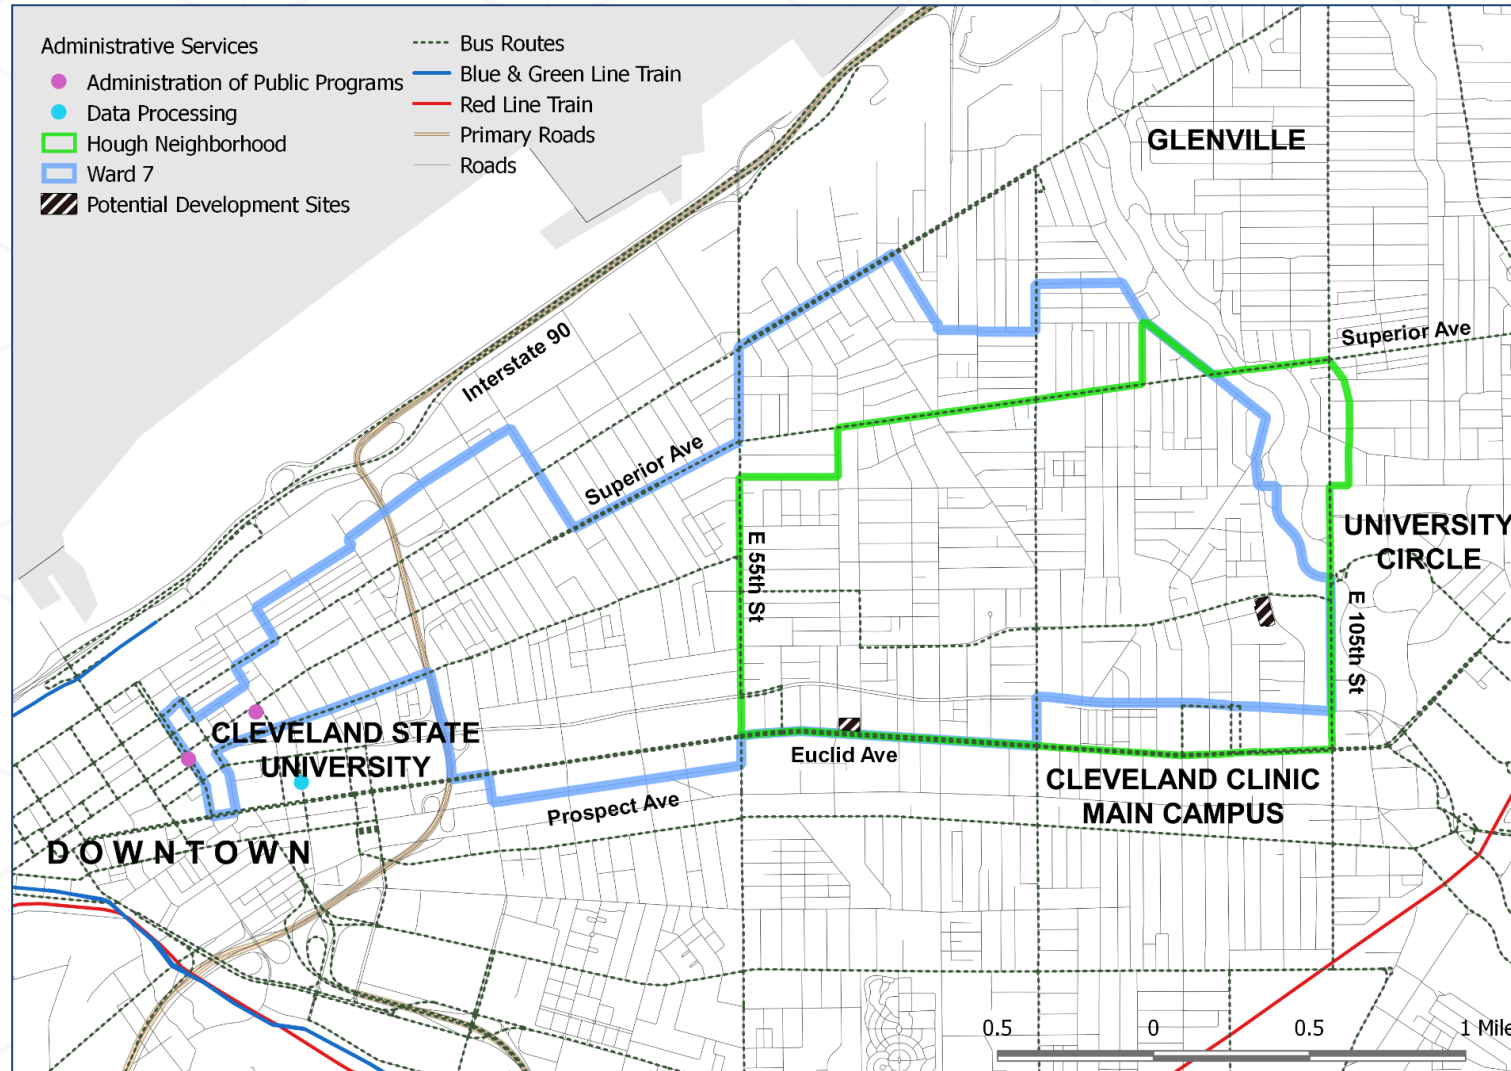 Administrative Services
Administration of Public Programs
Data Processing
Hough Neighborhood
Ward 7
Potential Development Sites
Bus Routes
Blue & Green Line Train
Red Line Train
Primary Roads
Roads
GLENVILLE
Interstate 90
Superior Ave
Superior Ave
UNIVERSITY
CIRCLE
E 55th St
E 105th St
CLEVELAND STATE
UNIVERSITY
Euclid Ave
Prospect Ave
CLEVELAND CLINIC
MAIN CAMPUS
DOWNTOWN
0.5 0 0.5 1 Mile